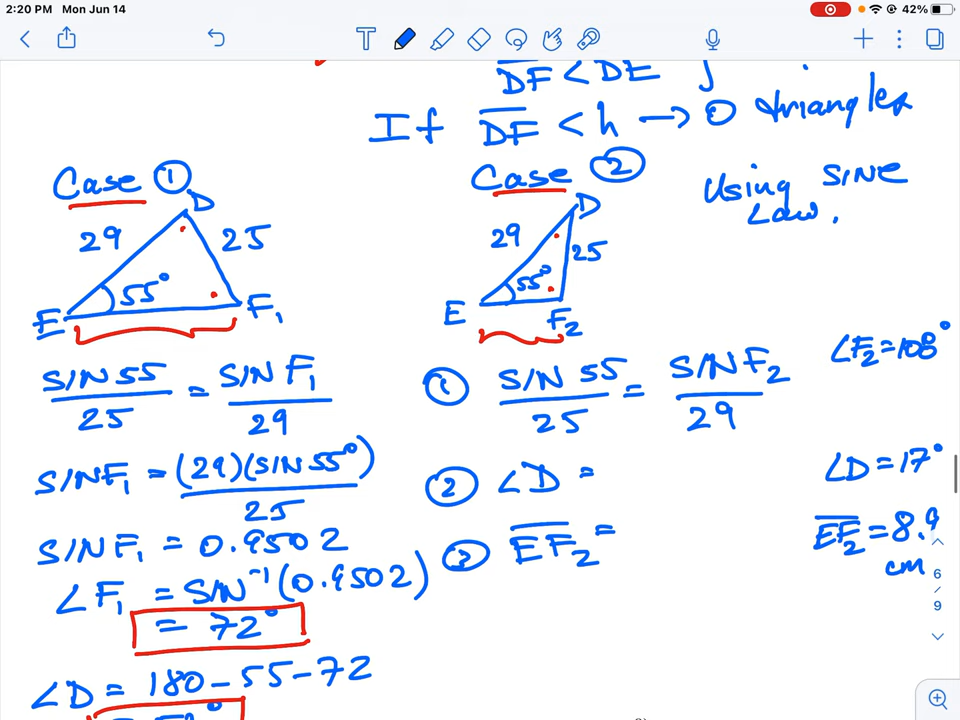 2:20 PM Mon Jun 14
42%
T
DF < DE }
If DF < h → 0 triangles
Case ①
Case ②
Using SINE
Law.
D
29
25
55°
E
F₁
D
29
25
55°
E
F₂
SIN 55 / 25 = SIN F₁ / 29
SIN F₁ = (29)(SIN 55°) / 25
SIN F₁ = 0.9502
∠F₁ = SIN⁻¹(0.9502)
= 72°
∠D = 180 - 55 - 72
① SIN 55 / 25 = SIN F₂ / 29
② ∠D =
③ EF₂ =
∠F₂ = 108°
∠D = 17°
EF₂ = 8.9
cm
6
/
9